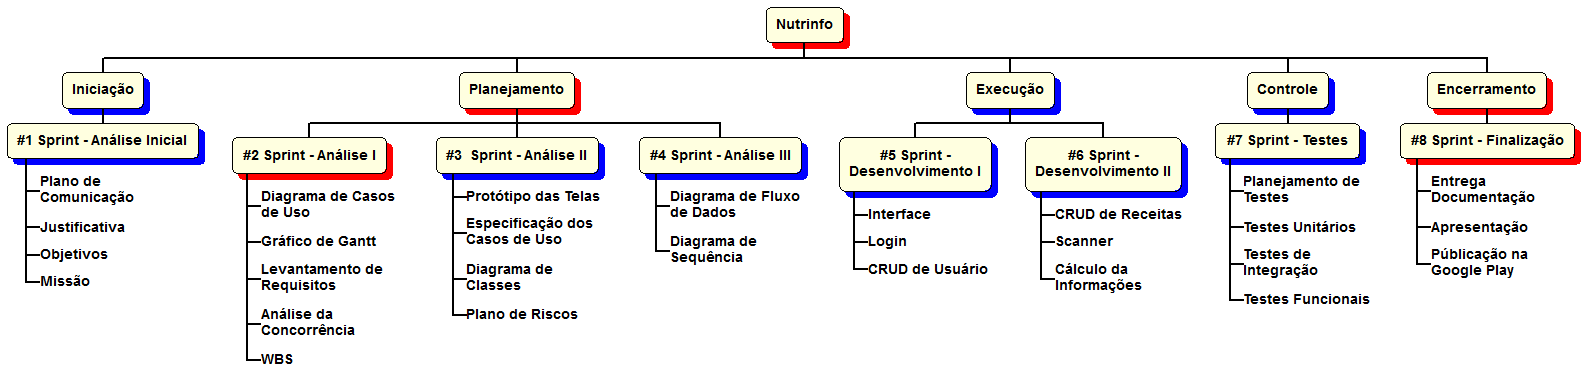 Nutrinfo
Iniciação
Planejamento
Execução
Controle
Encerramento
#1 Sprint - Análise Inicial
Plano de
Comunicação
Justificativa
Objetivos
Missão
#2 Sprint - Análise I
Diagrama de Casos
de Uso
Gráfico de Gantt
Levantamento de
Requisitos
Análise da
Concorrência
WBS
#3 Sprint - Análise II
Protótipo das Telas
Especificação dos
Casos de Uso
Diagrama de
Classes
Plano de Riscos
#4 Sprint - Análise III
Diagrama de Fluxo
de Dados
Diagrama de
Sequência
#5 Sprint -
Desenvolvimento I
Interface
Login
CRUD de Usuário
#6 Sprint -
Desenvolvimento II
CRUD de Receitas
Scanner
Cálculo da
Informações
#7 Sprint - Testes
Planejamento de
Testes
Testes Unitários
Testes de
Integração
Testes Funcionais
#8 Sprint - Finalização
Entrega
Documentação
Apresentação
Públicação na
Google Play